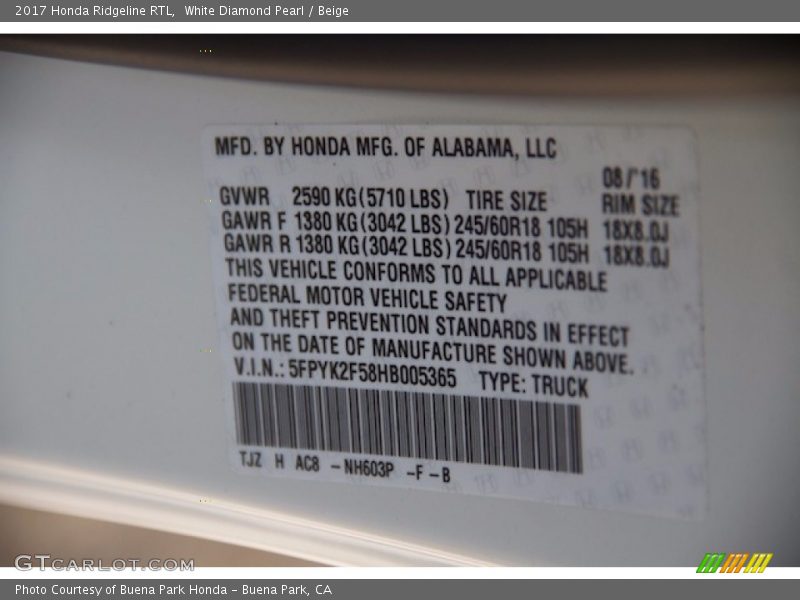 2017 Honda Ridgeline RTL, White Diamond Pearl / Beige
MFD. BY HONDA MFG. OF ALABAMA, LLC
08/'16
GVWR 2590 KG(5710 LBS) TIRE SIZE RIM SIZE
GAWR F 1380 KG(3042 LBS) 245/60R18 105H 18X8.0J
GAWR R 1380 KG(3042 LBS) 245/60R18 105H 18X8.0J
THIS VEHICLE CONFORMS TO ALL APPLICABLE
FEDERAL MOTOR VEHICLE SAFETY
AND THEFT PREVENTION STANDARDS IN EFFECT
ON THE DATE OF MANUFACTURE SHOWN ABOVE.
V.I.N.: 5FPYK2F58HB005365 TYPE: TRUCK
TJZ H AC8 -NH603P -F-B
GTCARLOT.COM
Photo Courtesy of Buena Park Honda - Buena Park, CA